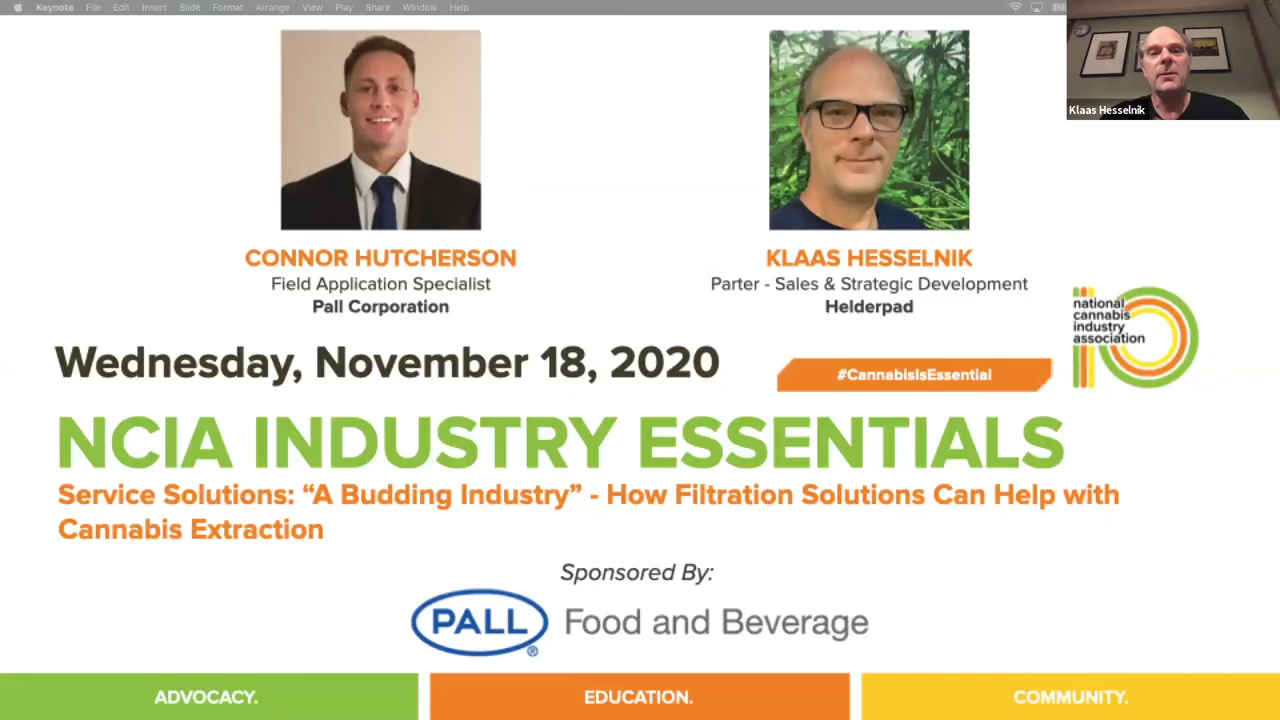 Keynote File Edit Insert Slide Format Arrange View Play Share Window Help
Klaas Hesselnik
CONNOR HUTCHERSON
Field Application Specialist
Pall Corporation
KLAAS HESSELNIK
Parter - Sales & Strategic Development
Helderpad
national
cannabis
industry
association
Wednesday, November 18, 2020
#CannabisIsEssential
NCIA INDUSTRY ESSENTIALS
Service Solutions: “A Budding Industry” - How Filtration Solutions Can Help with
Cannabis Extraction
Sponsored By:
PALL® Food and Beverage
ADVOCACY.
EDUCATION.
COMMUNITY.